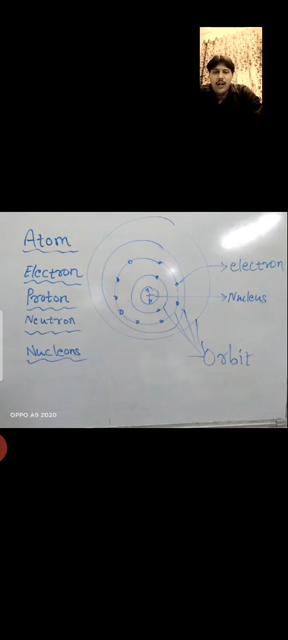 Atom
Electron
Proton
Neutron
Nucleons
electron
Nucleus
Orbit
OPPO A9 2020